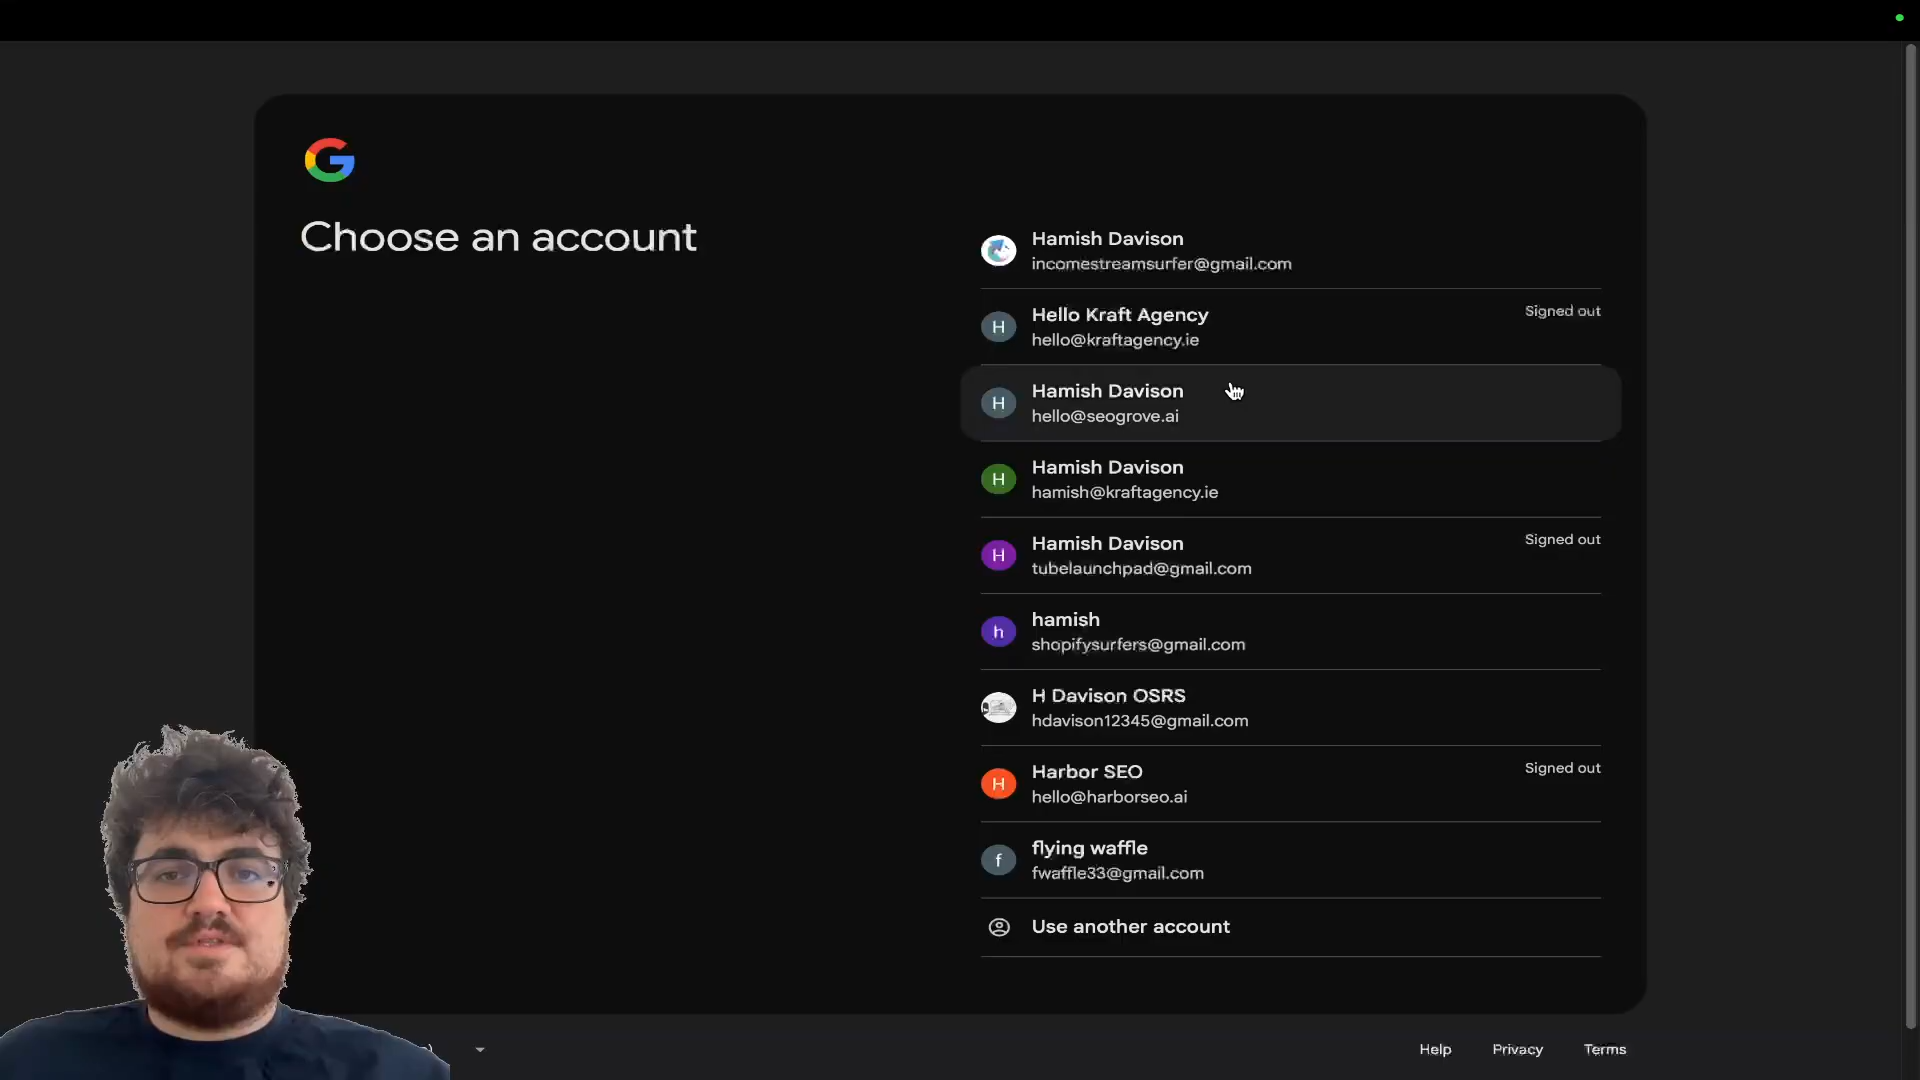 Choose an account
Hamish Davison
incomestreamsurfer@gmail.com
H
Hello Kraft Agency
hello@kraftagency.ie
Signed out
H
Hamish Davison
hello@seogrove.ai
H
Hamish Davison
hamish@kraftagency.ie
H
Hamish Davison
tubelaunchpad@gmail.com
Signed out
h
hamish
shopifysurfers@gmail.com
H Davison OSRS
hdavison12345@gmail.com
H
Harbor SEO
hello@harborseo.ai
Signed out
f
flying waffle
fwaffle33@gmail.com
Use another account
Help Privacy Terms